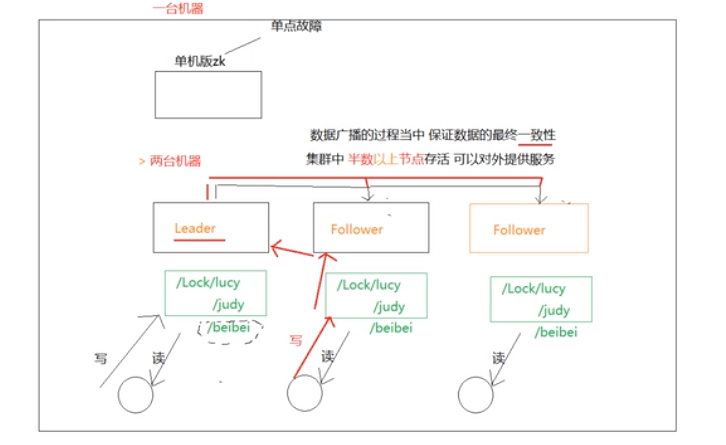 一台机器
单点故障
单机版zk
数据广播的过程当中 保证数据的最终一致性
> 两台机器
集群中 半数以上节点存活 可以对外提供服务
Leader
Follower
Follower
/Lock/lucy
/judy
/beibei
/Lock/lucy
/judy
/beibei
/Lock/lucy
/judy
/beibei
写
读
写
读
读